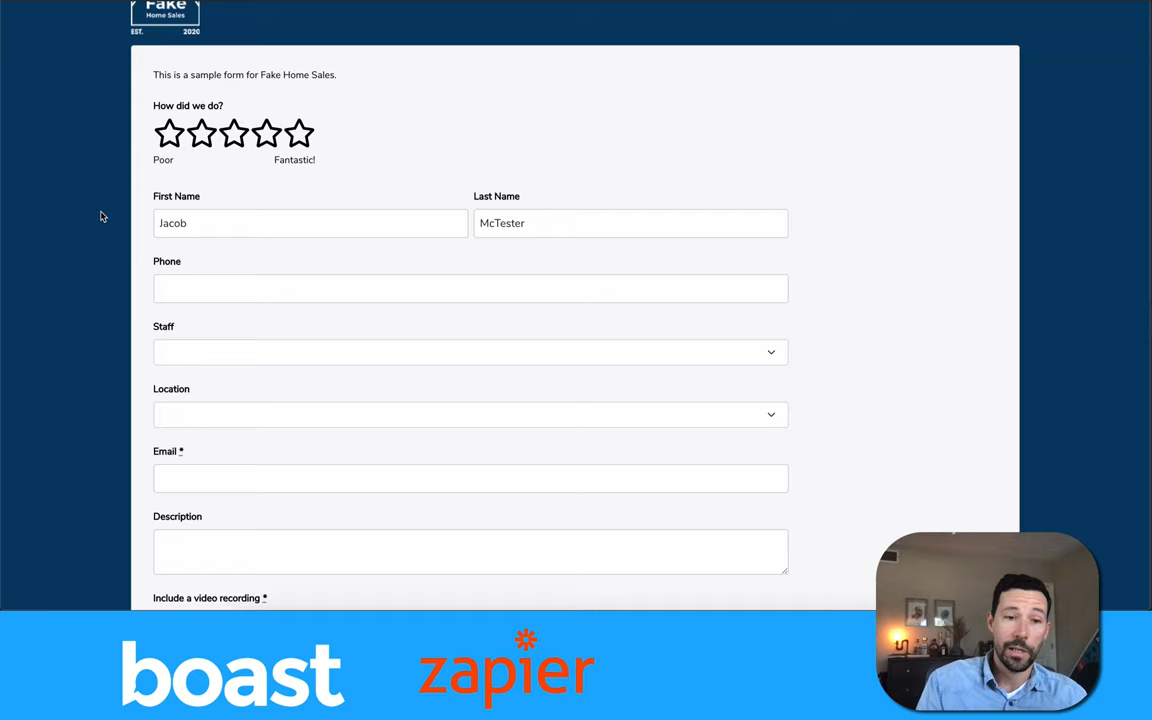 Fake
Home Sales
EST. 2020
This is a sample form for Fake Home Sales.
How did we do?
Poor Fantastic!
First Name Last Name
Jacob McTester
Phone
Staff
Location
Email *
Description
Include a video recording *
boast zapier